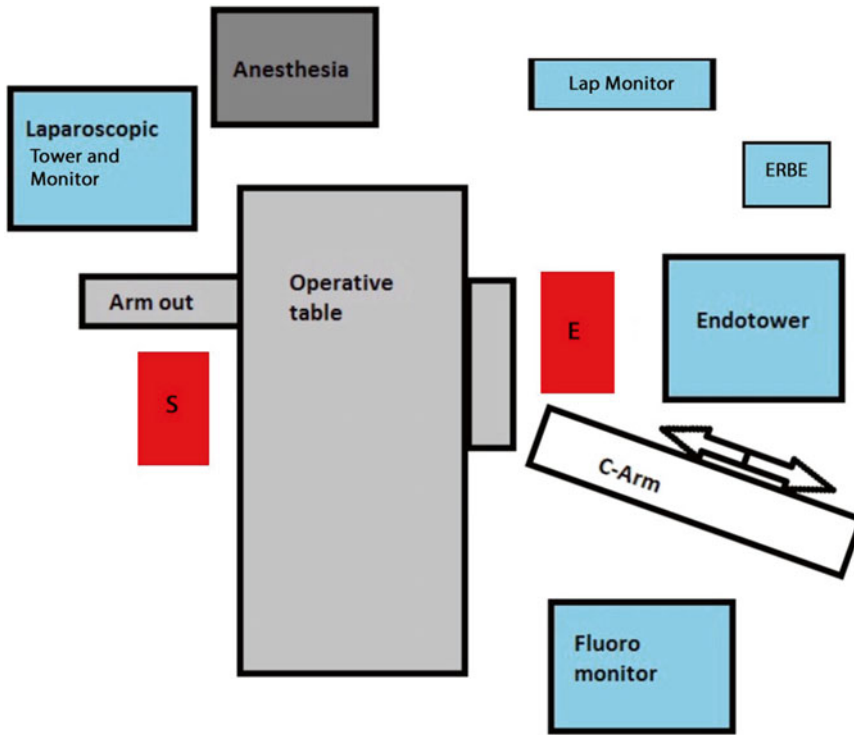 Anesthesia
Lap Monitor
Laparoscopic
Tower and
Monitor
ERBE
Operative
table
Arm out
E
Endotower
S
C-Arm
Fluoro
monitor